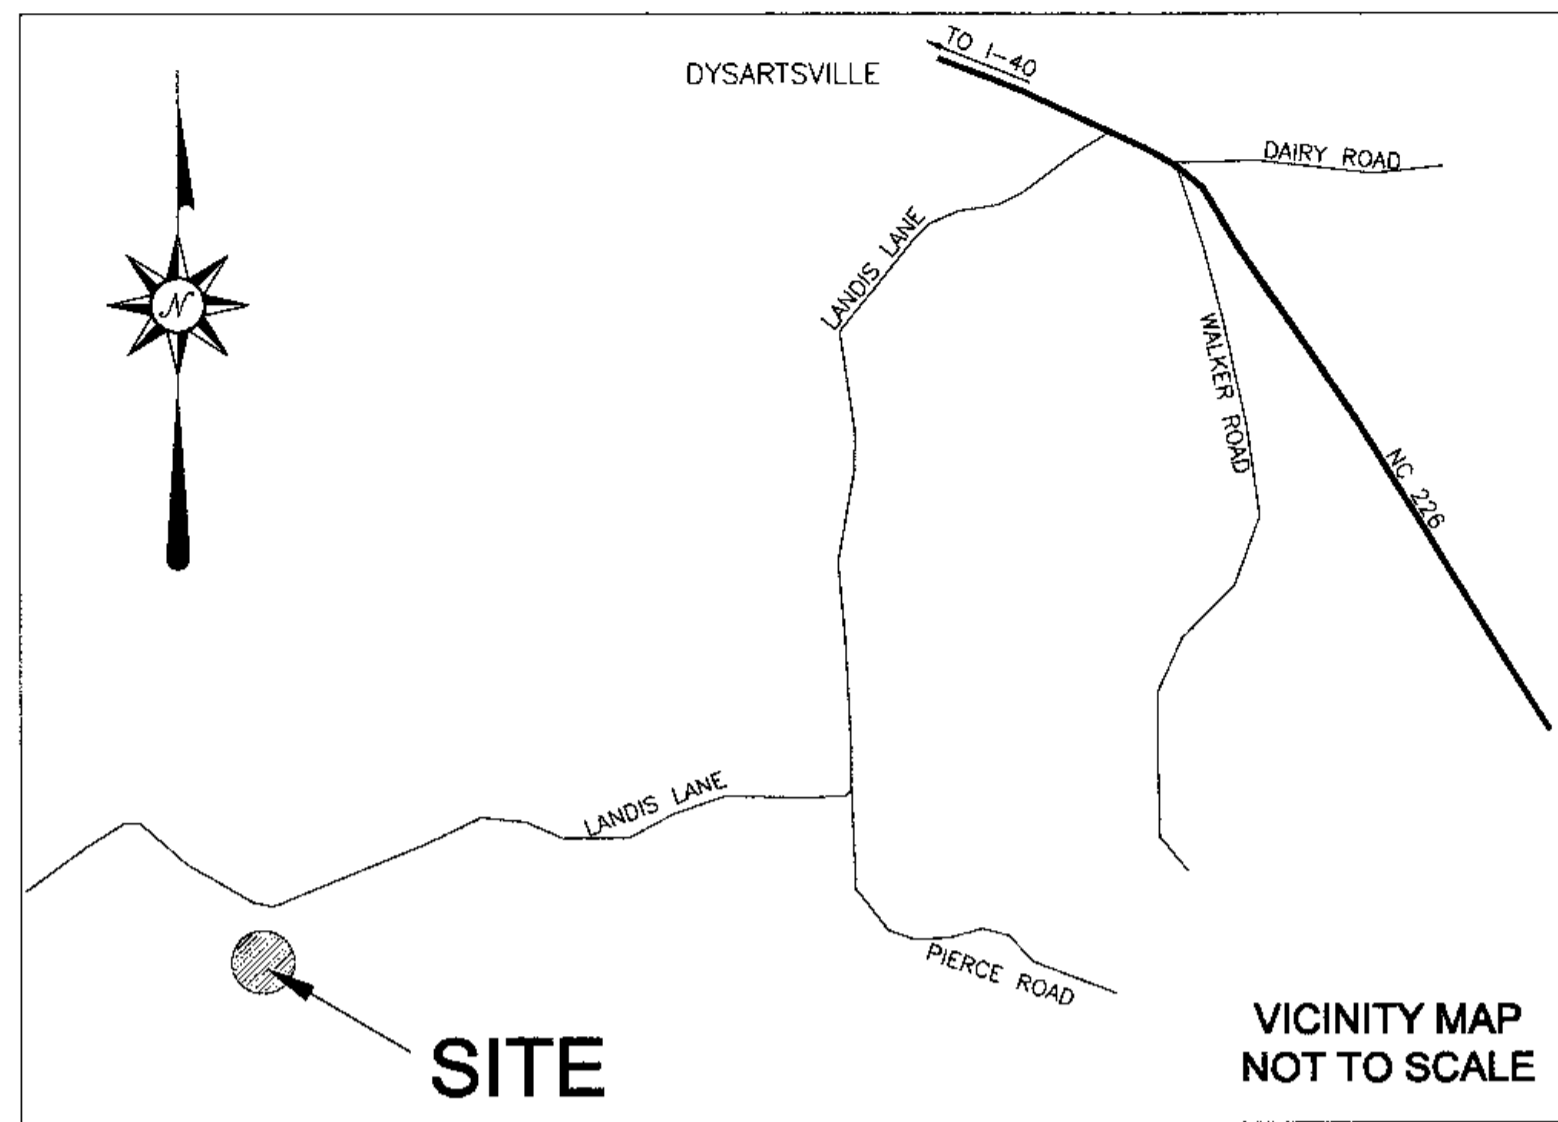 TO I-40
DYSARTSVILLE
DAIRY ROAD
LANDIS LANE
N
WALKER ROAD
NC 226
LANDIS LANE
PIERCE ROAD
SITE
VICINITY MAP
NOT TO SCALE